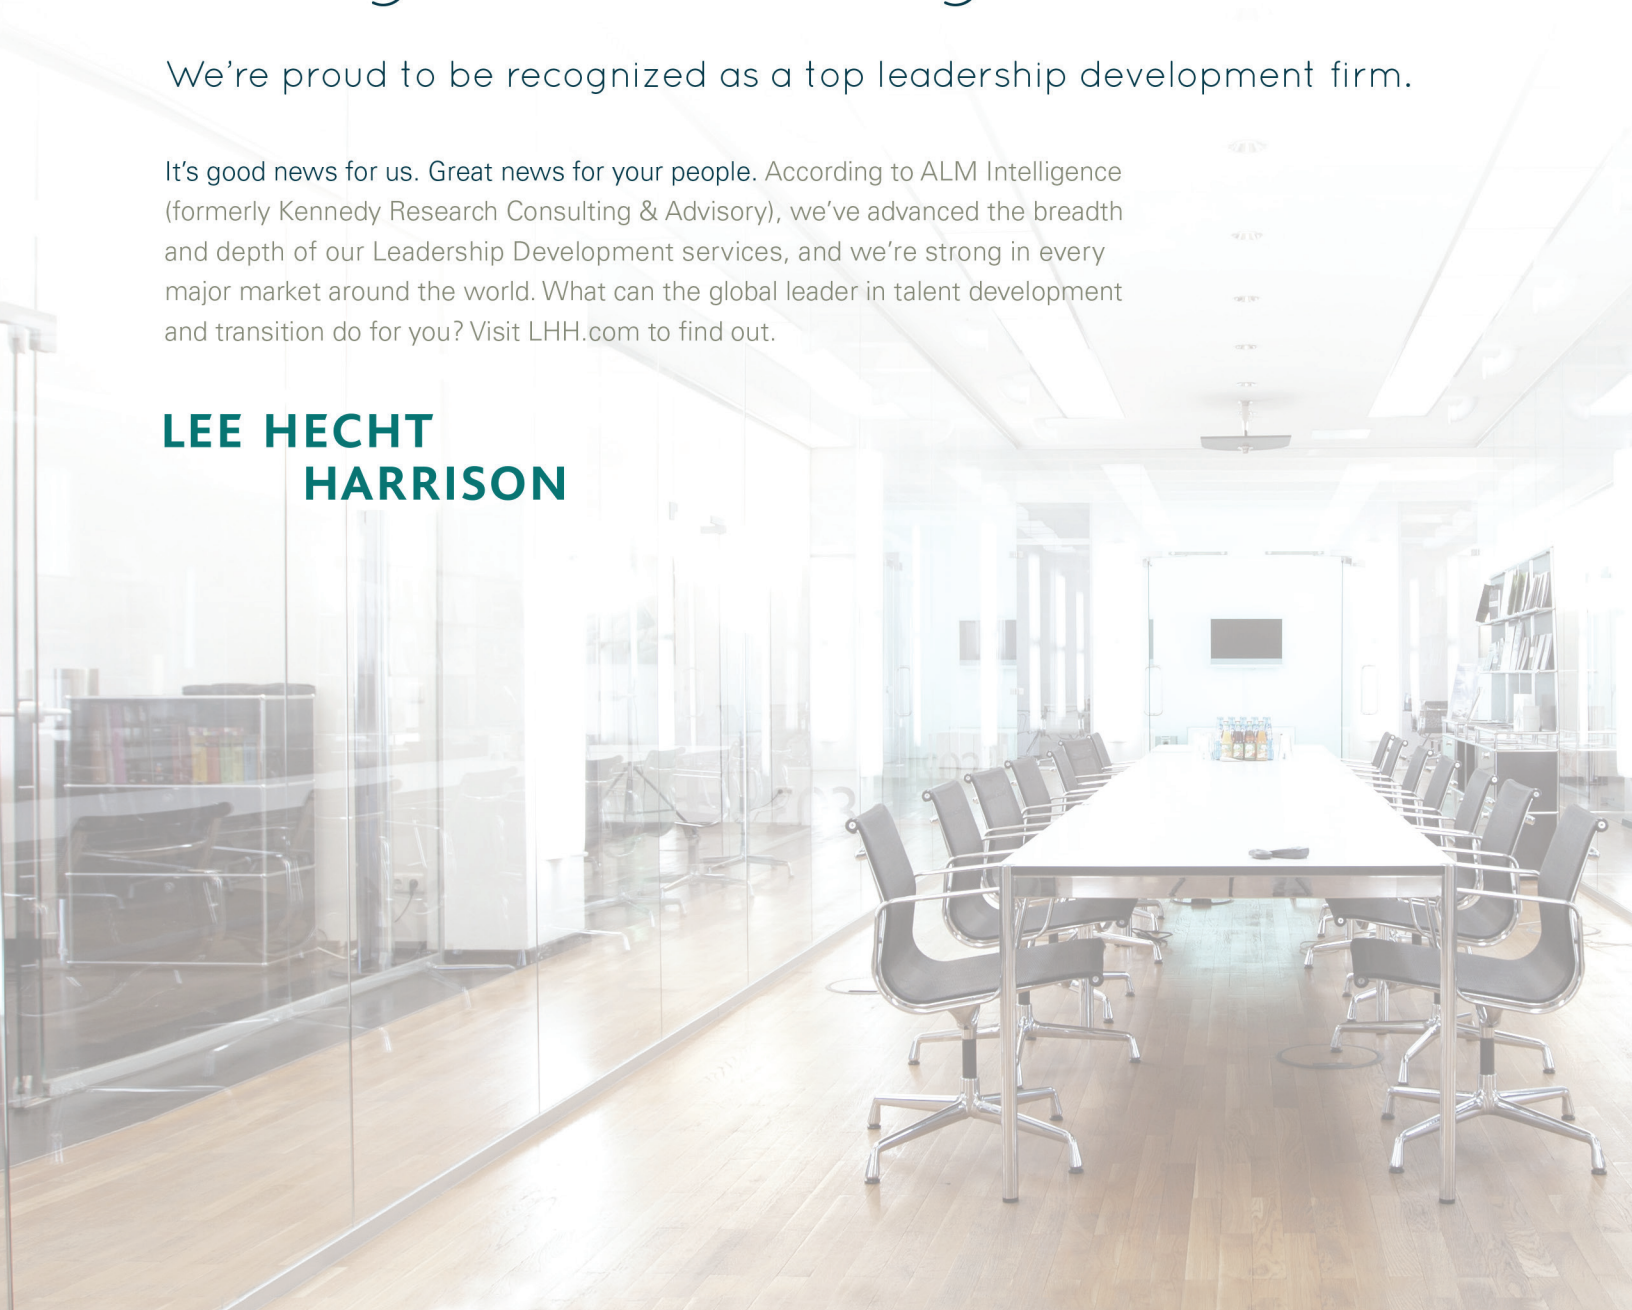 We’re proud to be recognized as a top leadership development firm.
It’s good news for us. Great news for your people. According to ALM Intelligence
(formerly Kennedy Research Consulting & Advisory), we’ve advanced the breadth
and depth of our Leadership Development services, and we’re strong in every
major market around the world. What can the global leader in talent development
and transition do for you? Visit LHH.com to find out.
LEE HECHT
HARRISON